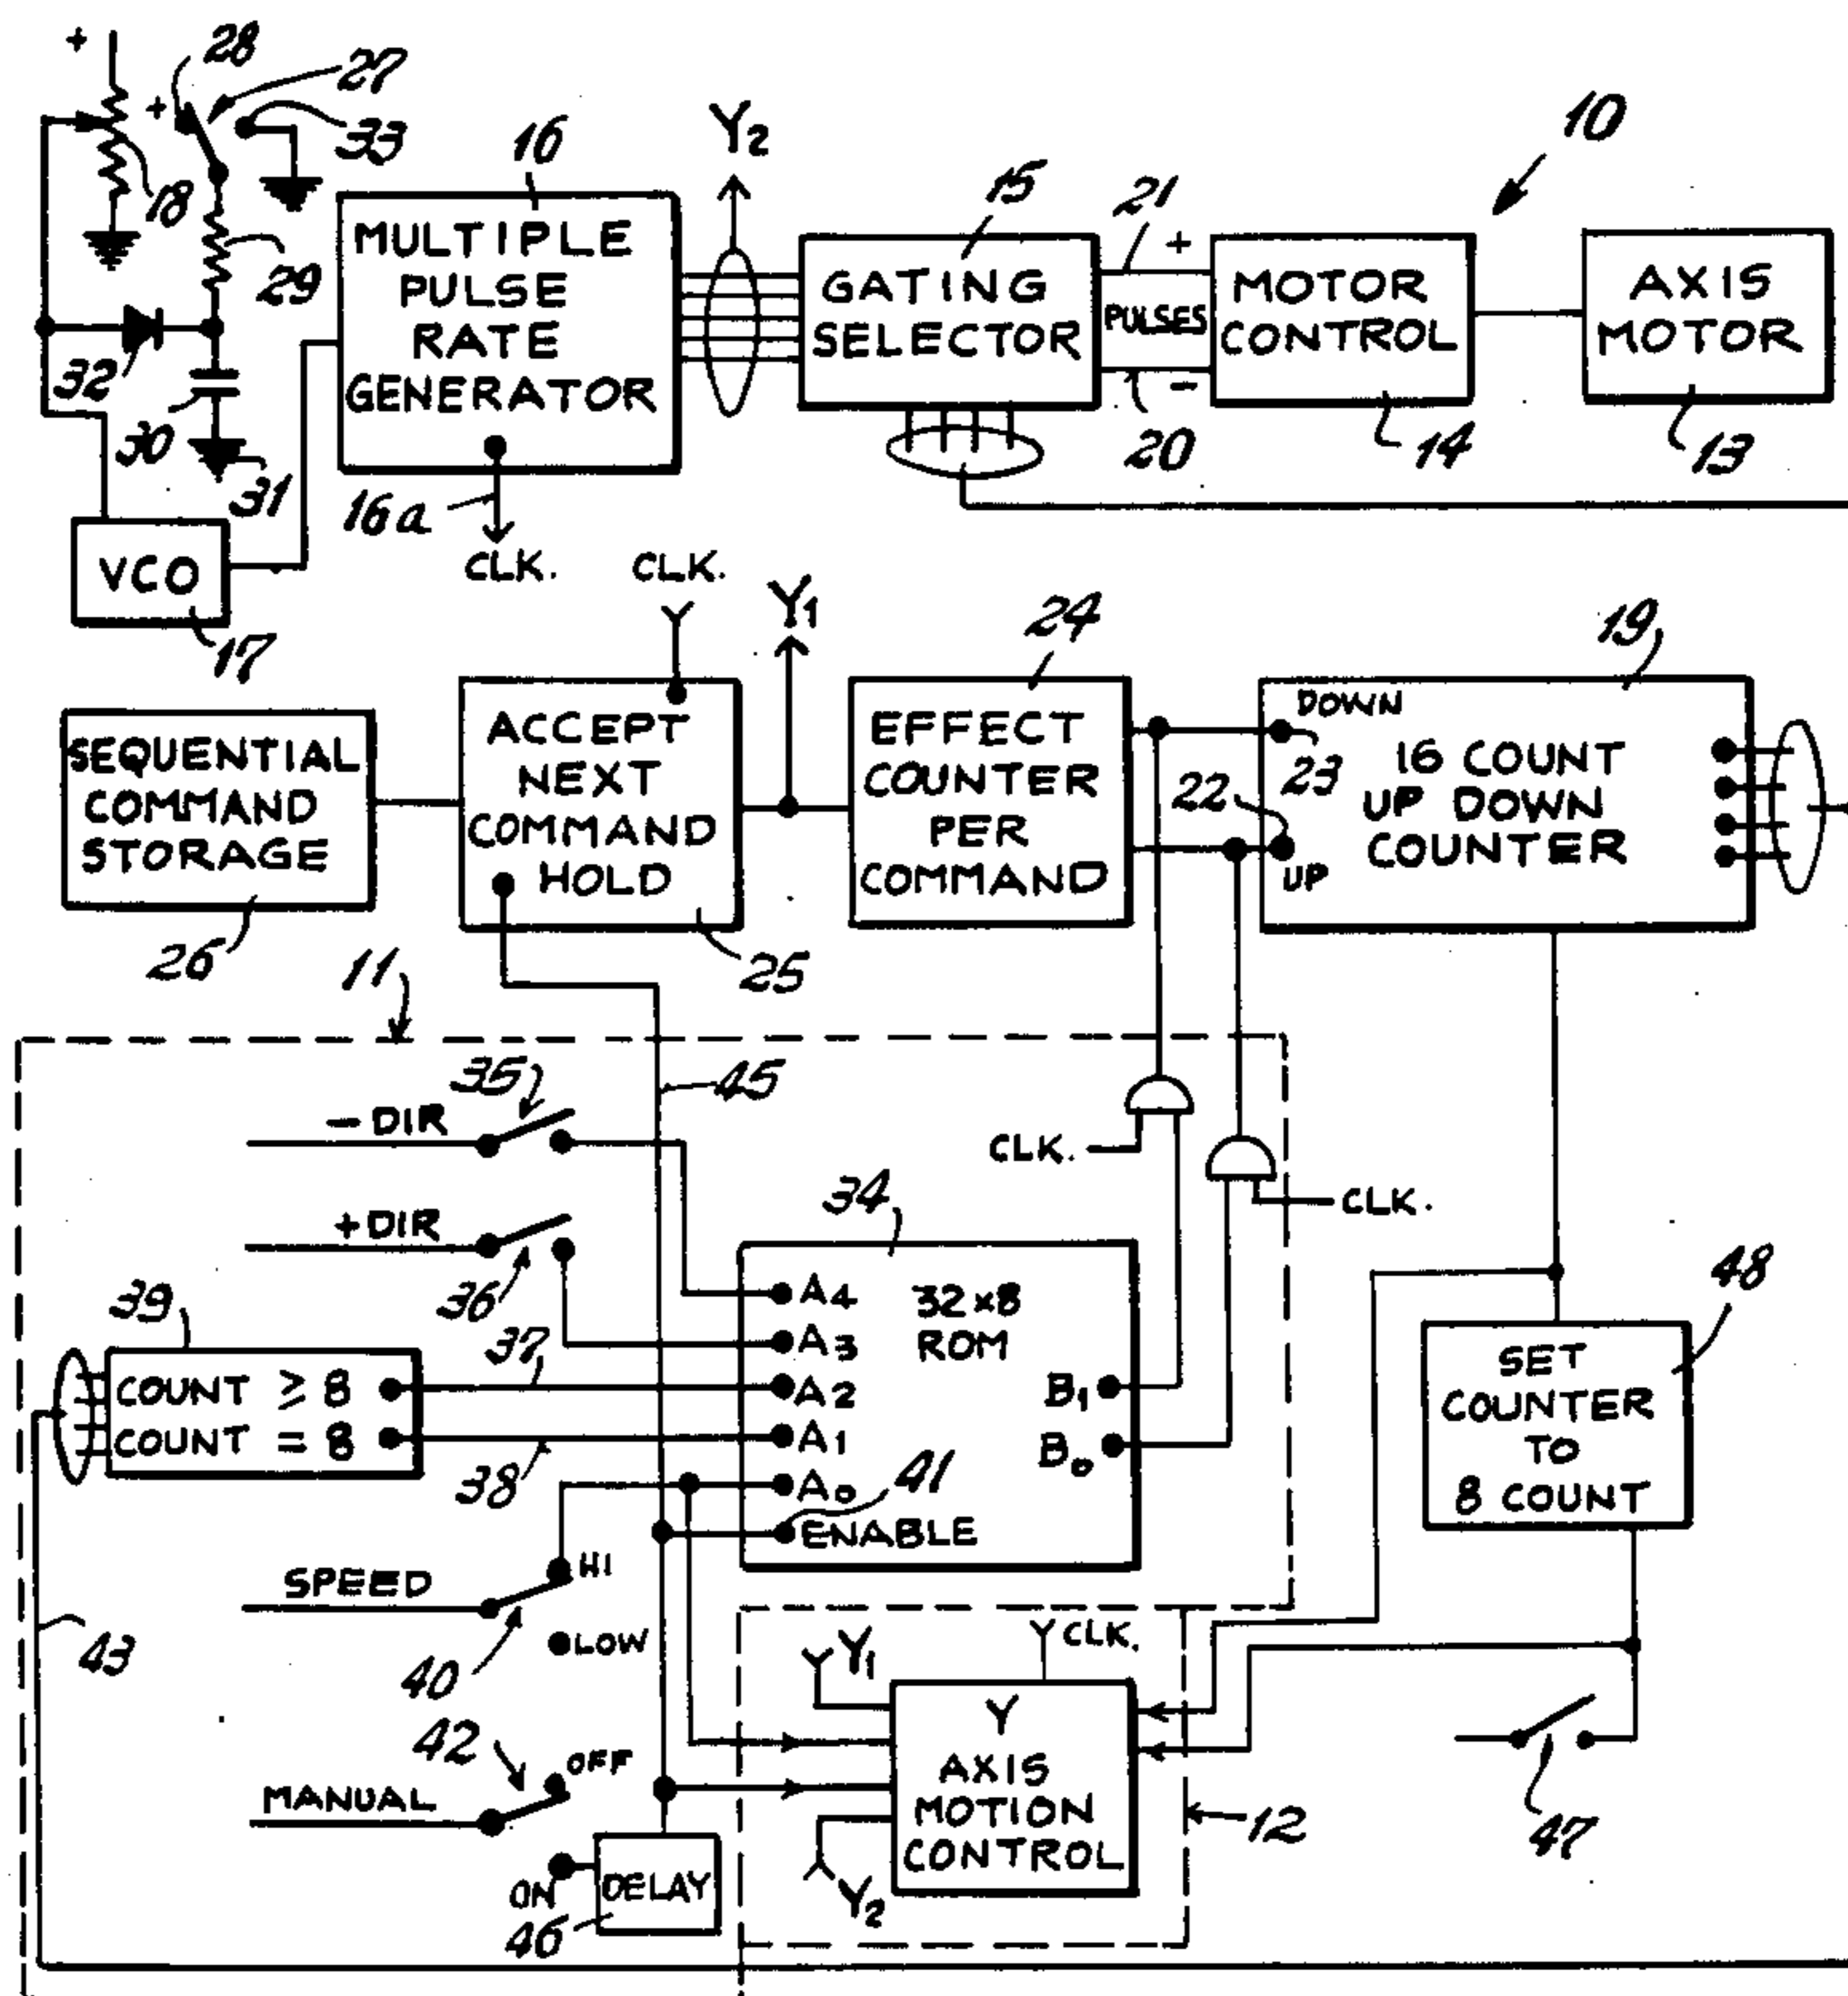 +
28
27
+
33
18
29
32
30
31
16
MULTIPLE
PULSE
RATE
GENERATOR
16a
CLK.
Y2
15
GATING
SELECTOR
21
+
PULSES
-
20
MOTOR
CONTROL
14
10
AXIS
MOTOR
13
VCO
17
CLK.
Y1
24
19
SEQUENTIAL
COMMAND
STORAGE
26
ACCEPT
NEXT
COMMAND
HOLD
25
EFFECT
COUNTER
PER
COMMAND
DOWN
23
22
UP
16 COUNT
UP DOWN
COUNTER
11
35
45
- DIR
CLK.
+ DIR
36
34
CLK.
39
COUNT ≥ 8
COUNT = 8
37
38
A4
A3
A2
A1
A0
41
ENABLE
32x8
ROM
B1
B0
48
SET
COUNTER
TO
8 COUNT
SPEED
HI
LOW
40
43
Y1
CLK.
Y
AXIS
MOTION
CONTROL
Y2
12
47
42
OFF
MANUAL
ON
DELAY
46